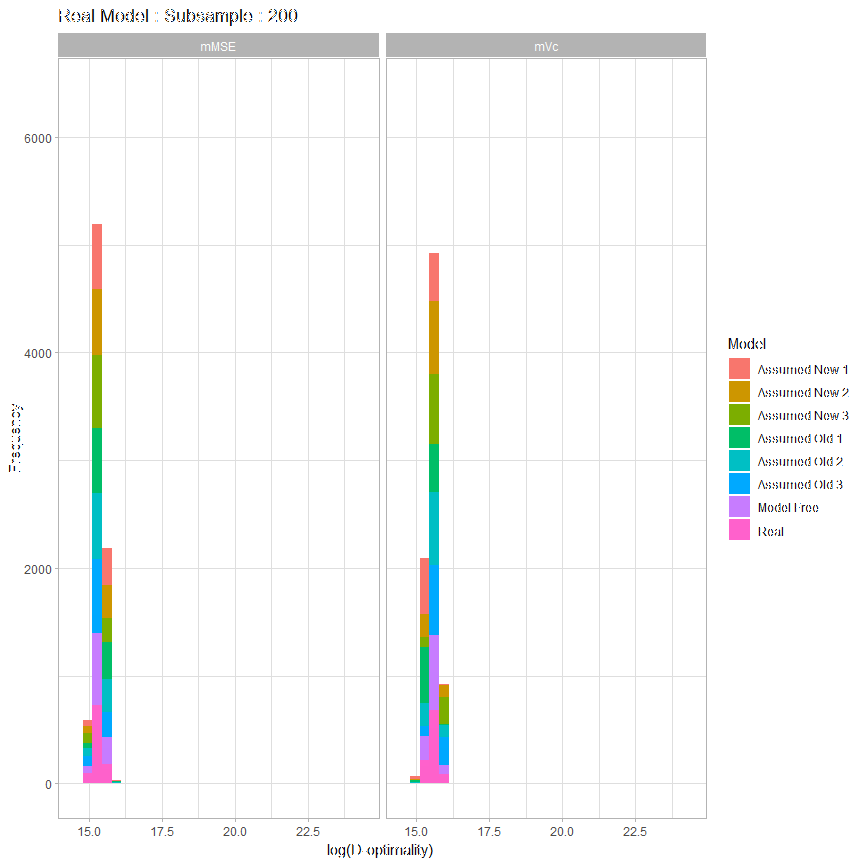 Real Model : Subsample : 200
mMSE
mVc
6000
4000
2000
0
Frequency
15.0
17.5
20.0
22.5
15.0
17.5
20.0
22.5
log(D-optimality)
Model
Assumed New 1
Assumed New 2
Assumed New 3
Assumed Old 1
Assumed Old 2
Assumed Old 3
Model Free
Real